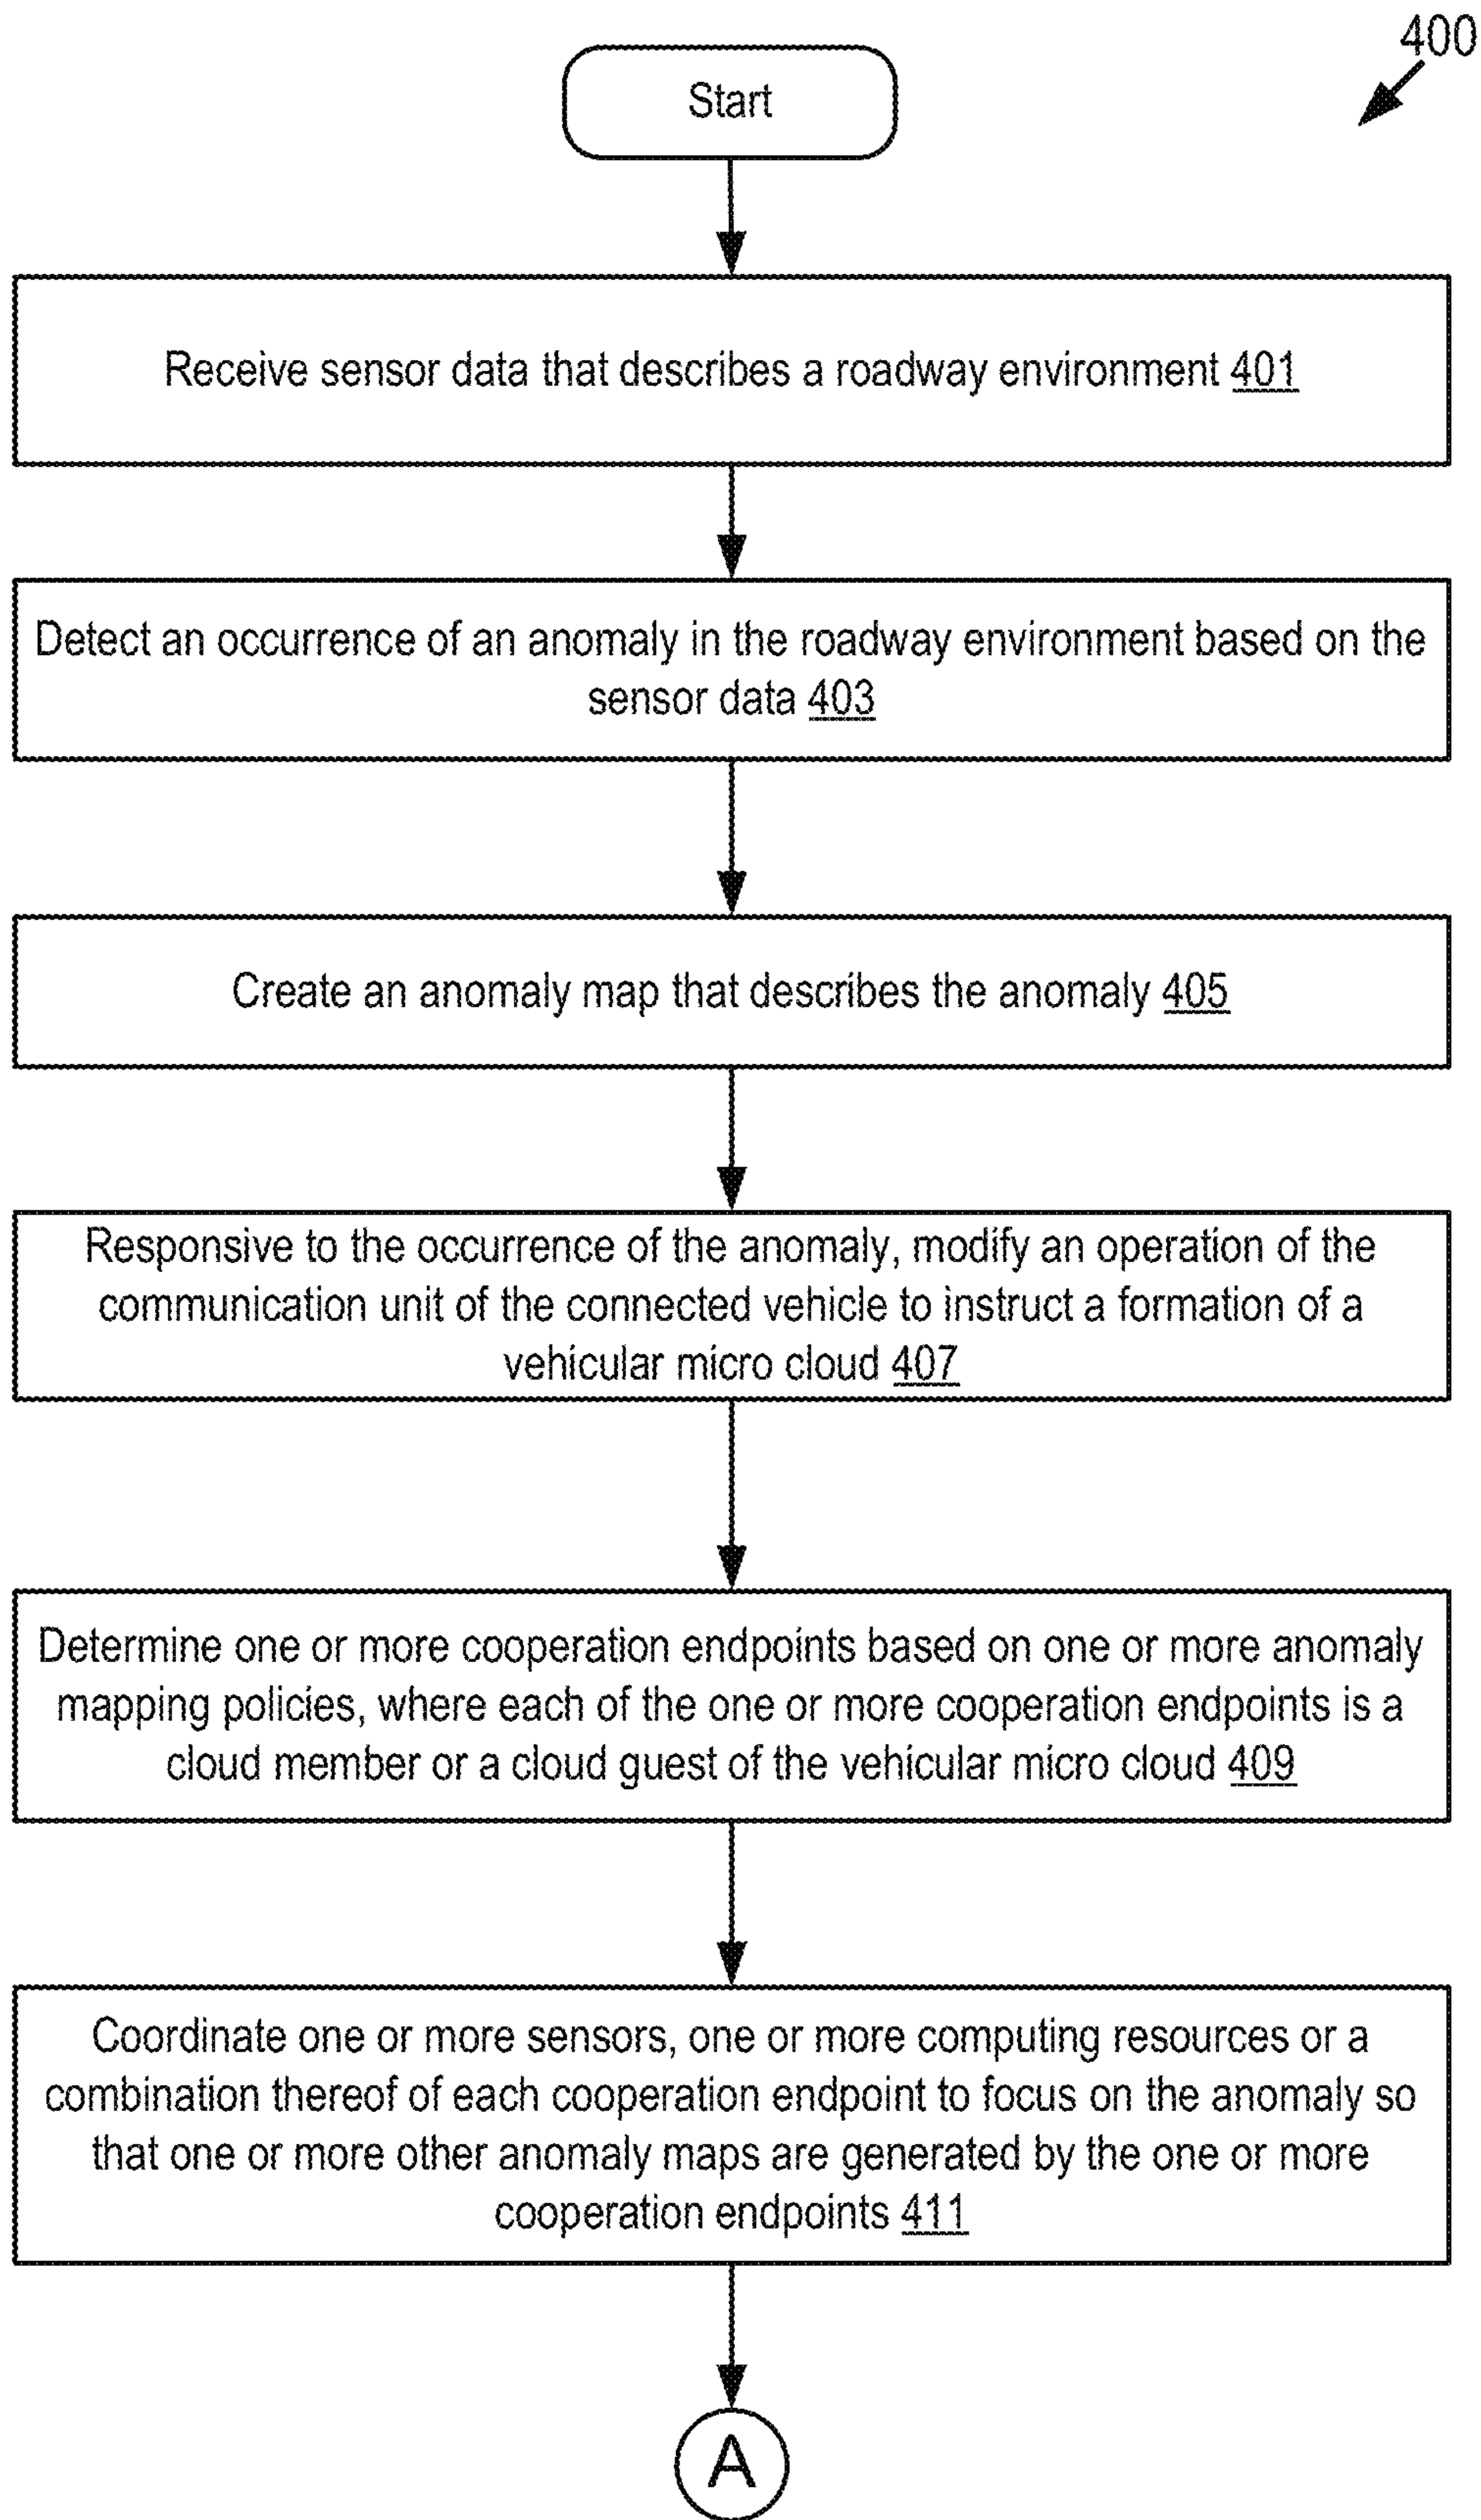 400
Start
Receive sensor data that describes a roadway environment 401
Detect an occurrence of an anomaly in the roadway environment based on the
sensor data 403
Create an anomaly map that describes the anomaly 405
Responsive to the occurrence of the anomaly, modify an operation of the
communication unit of the connected vehicle to instruct a formation of a
vehicular micro cloud 407
Determine one or more cooperation endpoints based on one or more anomaly
mapping policies, where each of the one or more cooperation endpoints is a
cloud member or a cloud guest of the vehicular micro cloud 409
Coordinate one or more sensors, one or more computing resources or a
combination thereof of each cooperation endpoint to focus on the anomaly so
that one or more other anomaly maps are generated by the one or more
cooperation endpoints 411
A